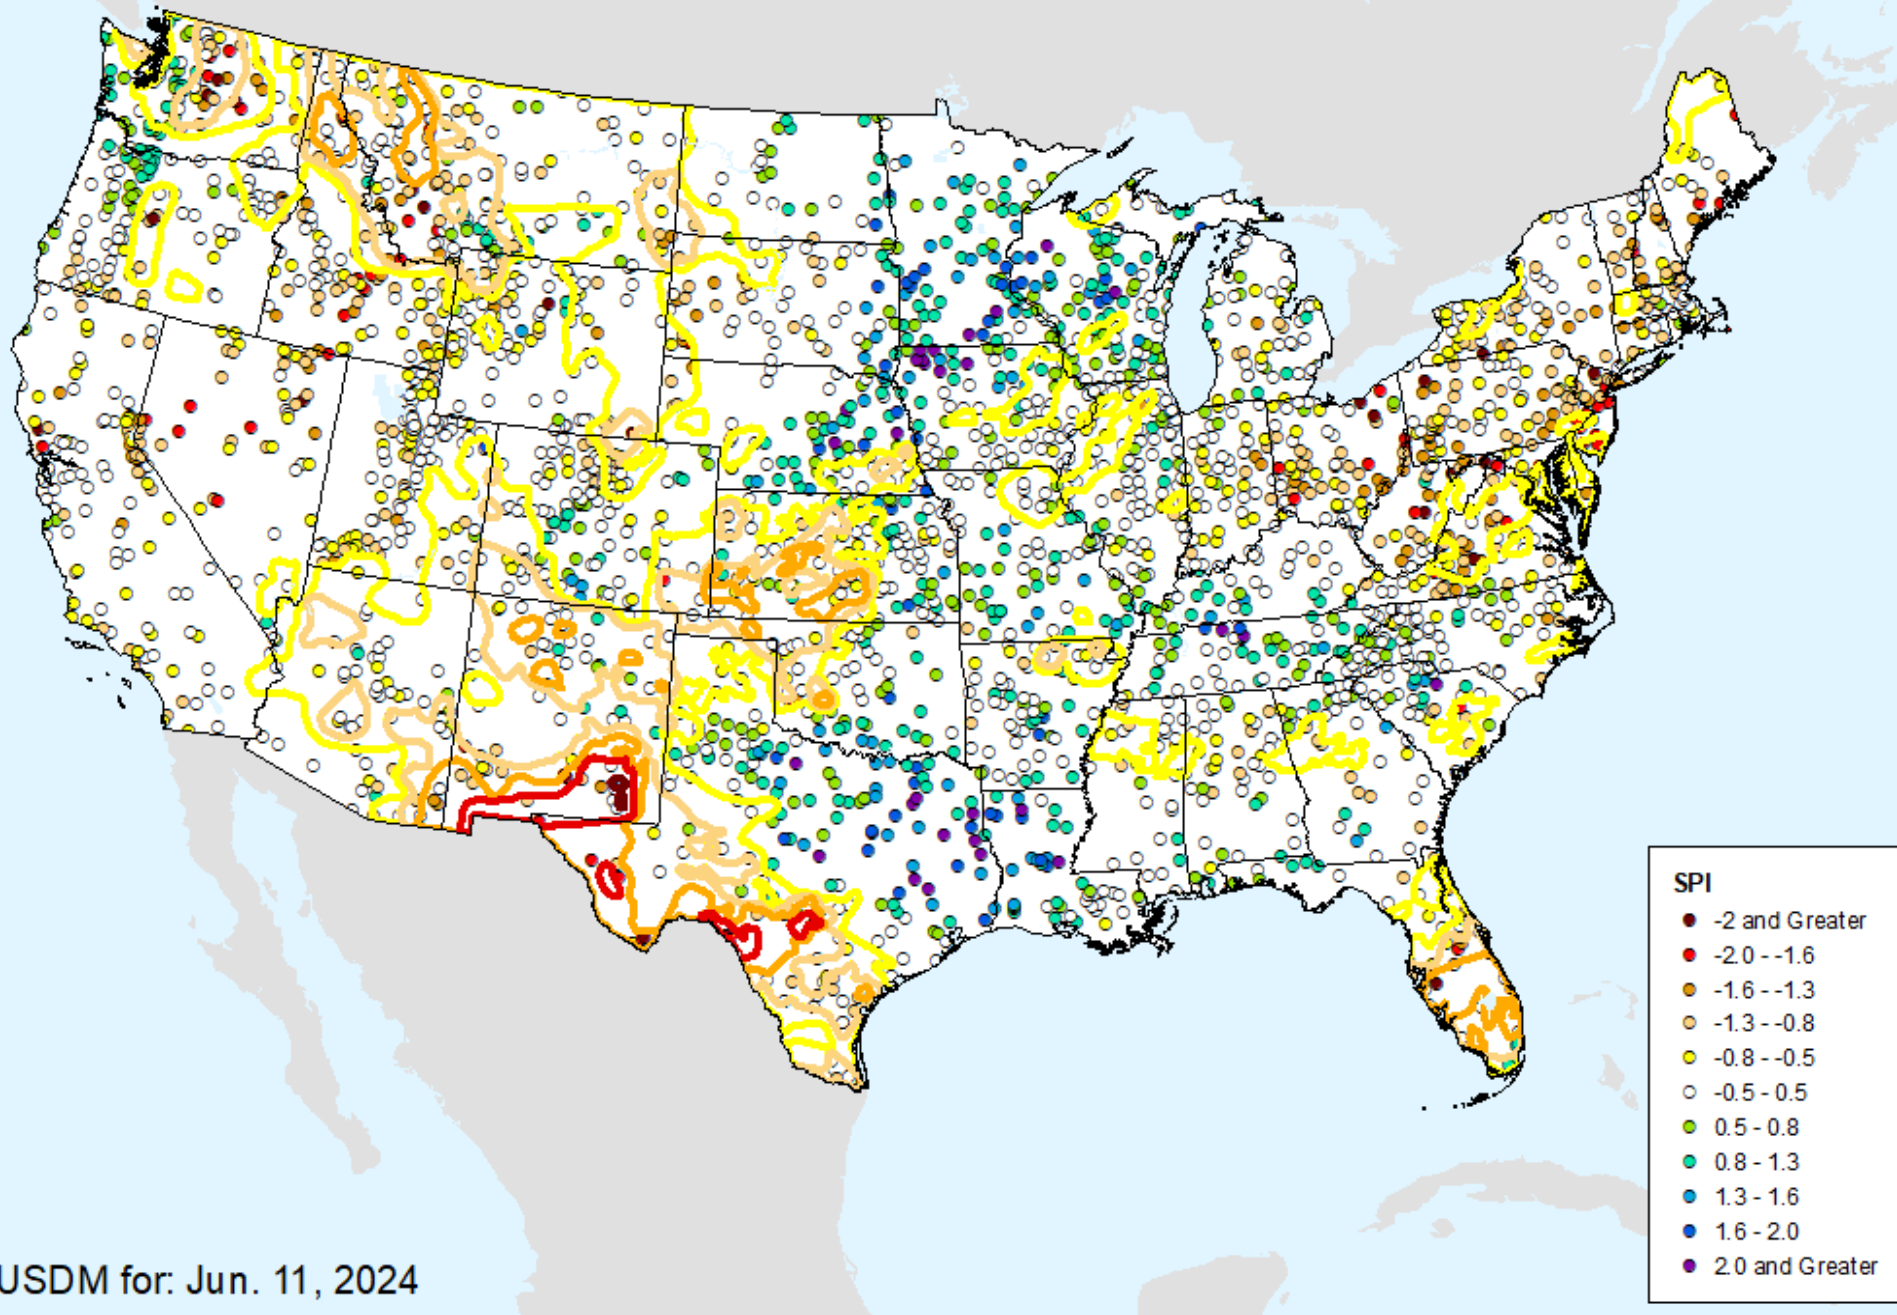 SPI
-2 and Greater
-2.0 - -1.6
-1.6 - -1.3
-1.3 - -0.8
-0.8 - -0.5
-0.5 - 0.5
0.5 - 0.8
0.8 - 1.3
1.3 - 1.6
1.6 - 2.0
2.0 and Greater
USDM for: Jun. 11, 2024